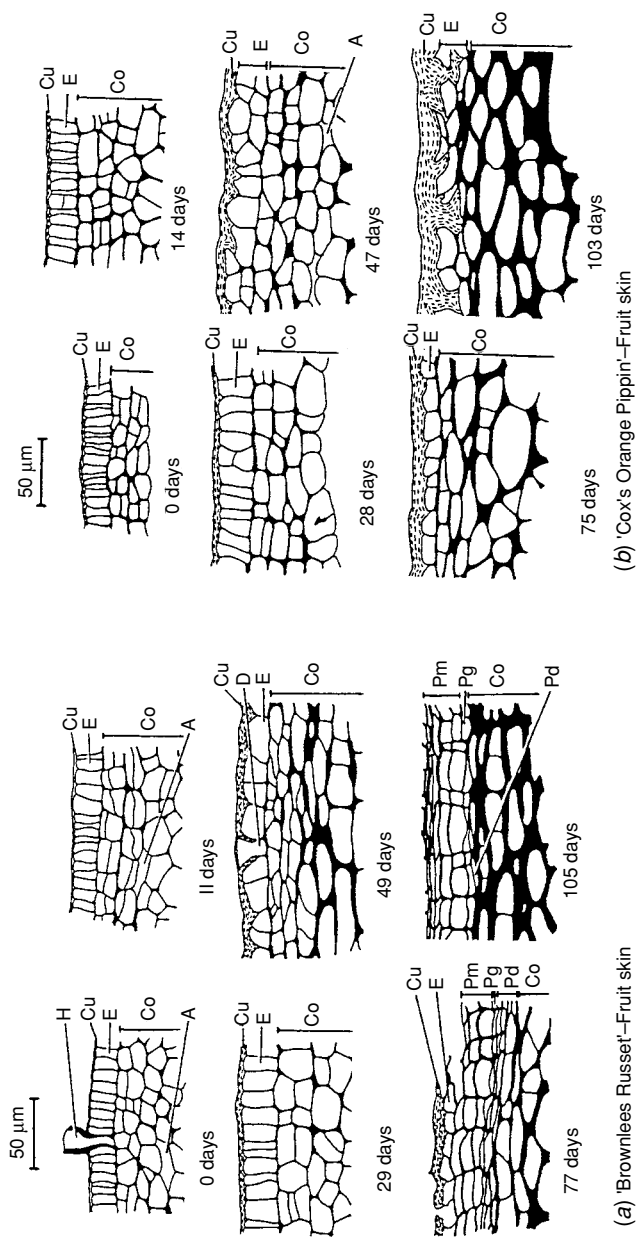 50 µm
H
Cu
E
Co
A
0 days
Cu
E
Co
A
11 days
Cu
E
Co
29 days
Cu
D
E
Co
49 days
Cu
E
Pm
Pg
Pd
Co
77 days
Pm
Pg
Co
Pd
105 days
(a) 'Brownlees Russet'–Fruit skin
50 µm
Cu
E
Co
0 days
Cu
E
Co
14 days
Cu
E
Co
28 days
Cu
E
Co
A
47 days
Cu
E
Co
75 days
Cu
E
Co
103 days
(b) 'Cox's Orange Pippin'–Fruit skin